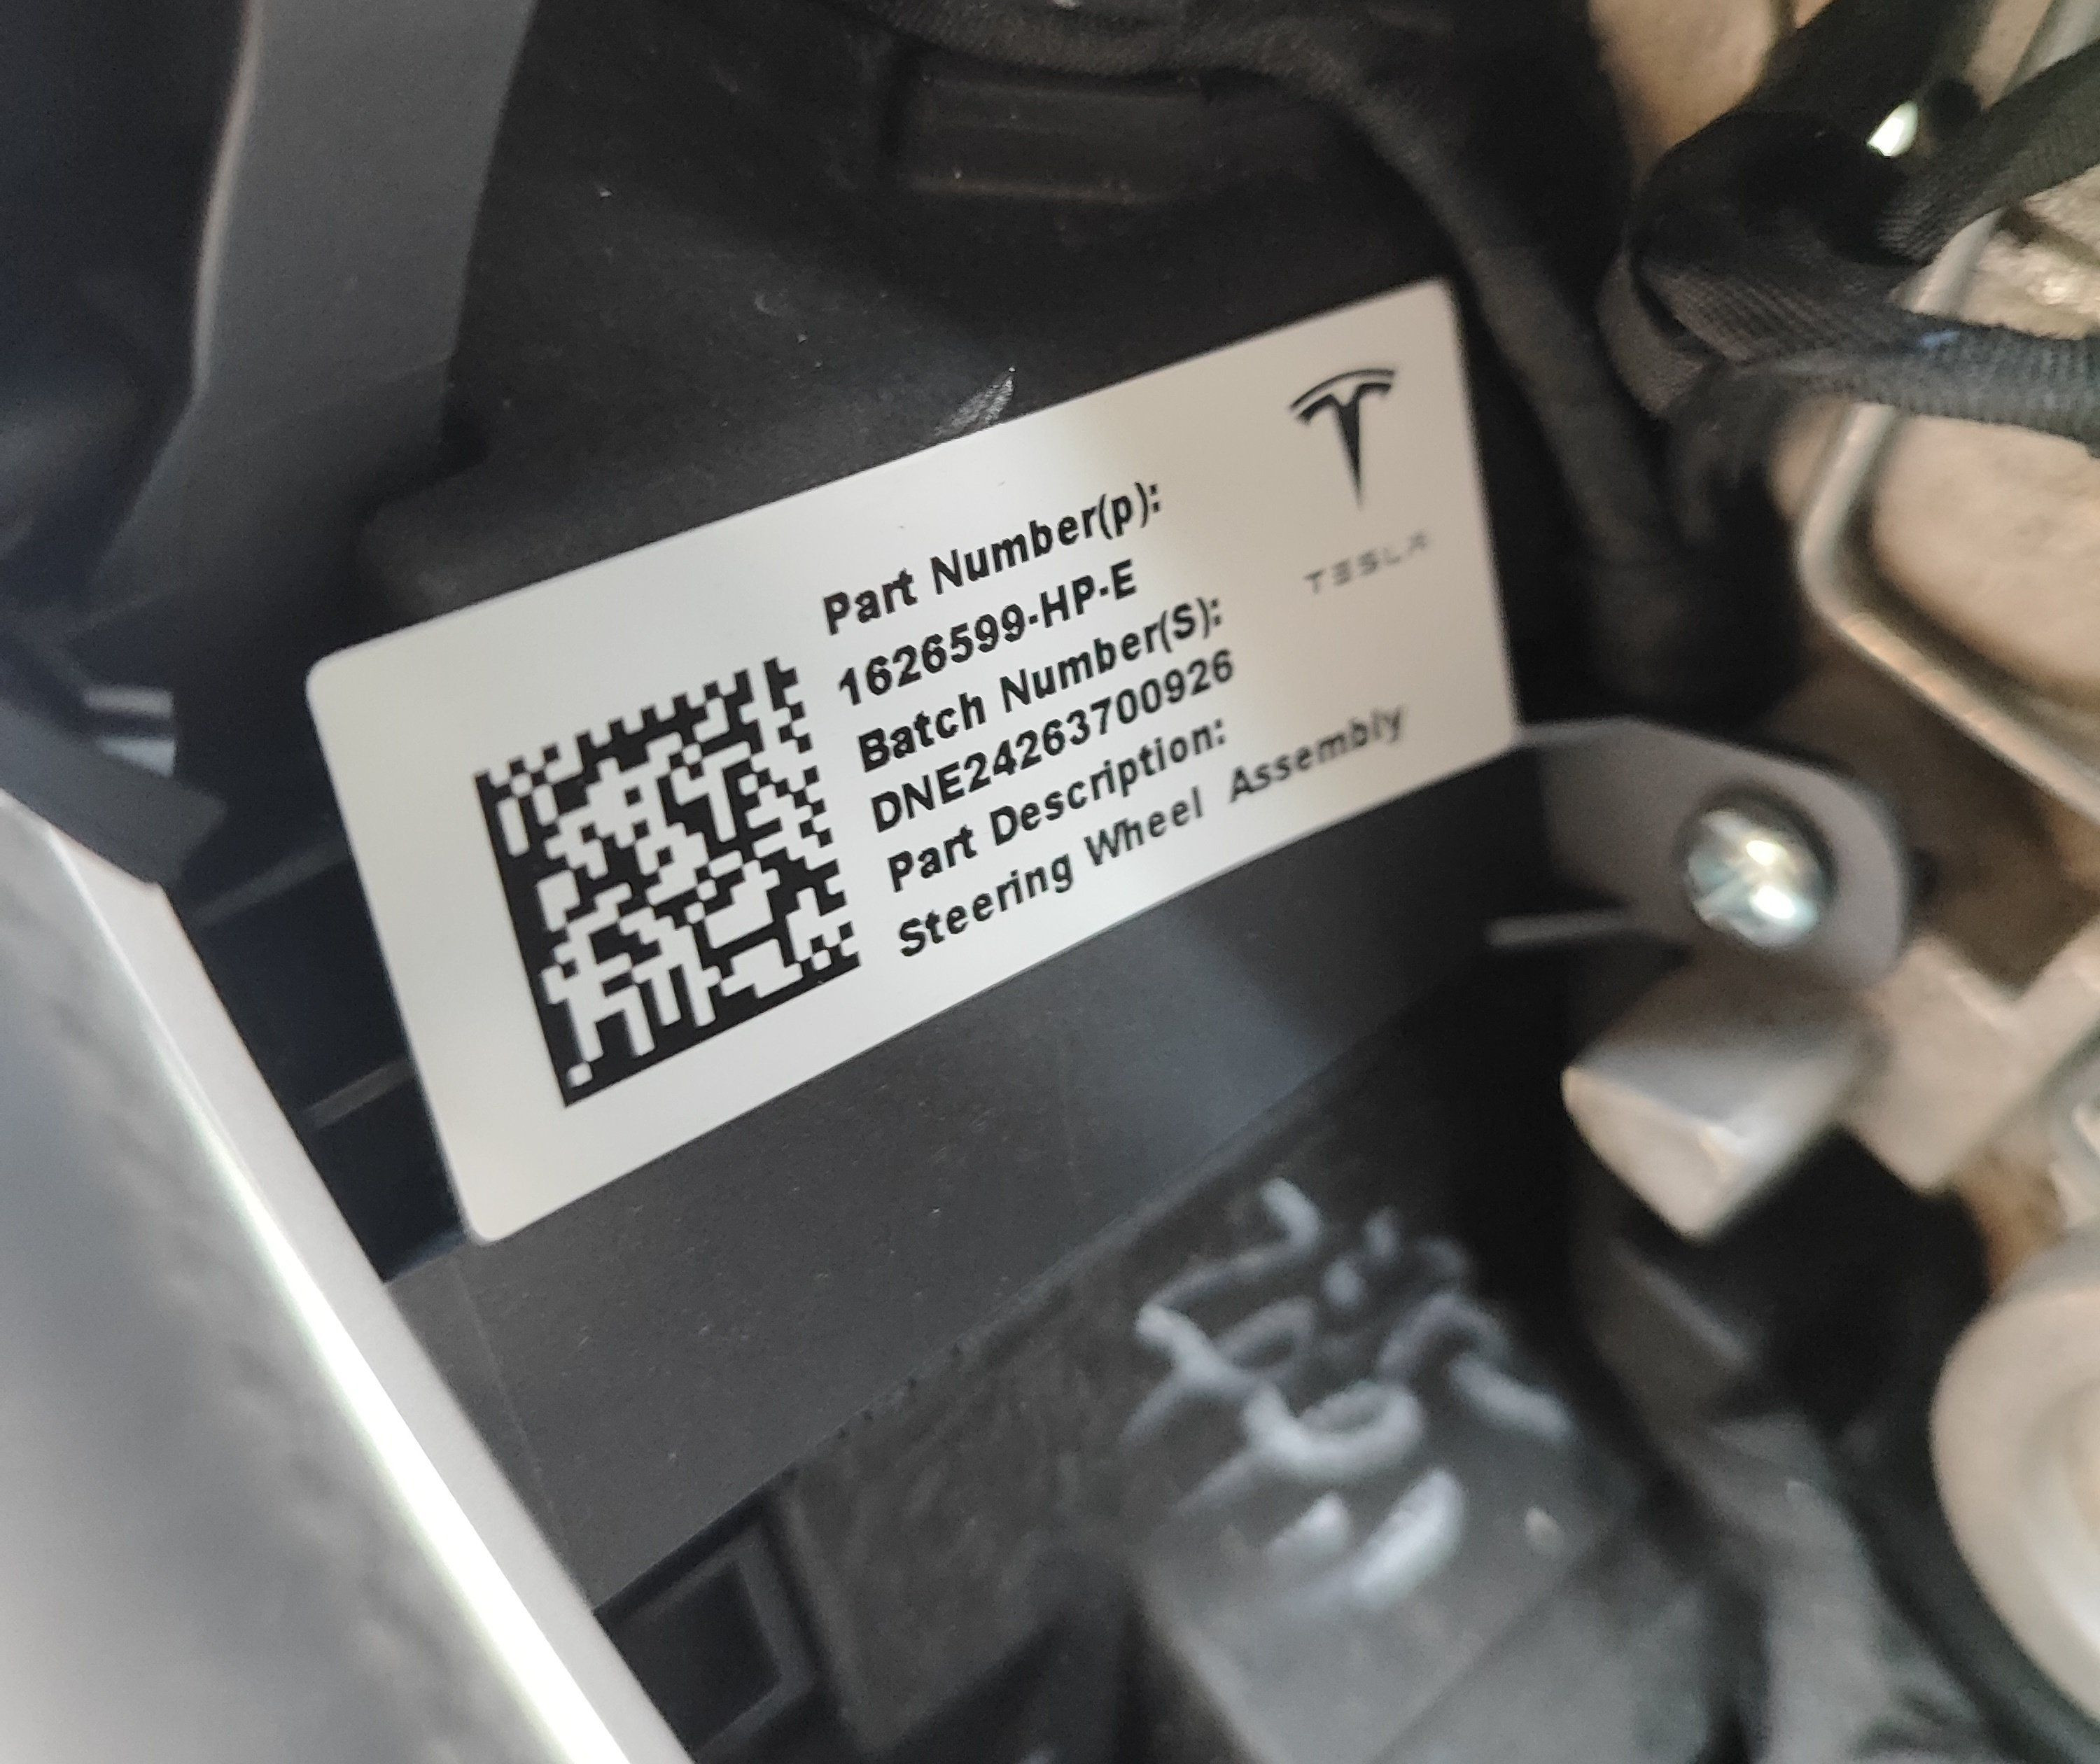 Part Number(p):
1626599-HP-E
Batch Number(S):
DNE24263700926
Part Description:
Steering Wheel Assembly
TESLA